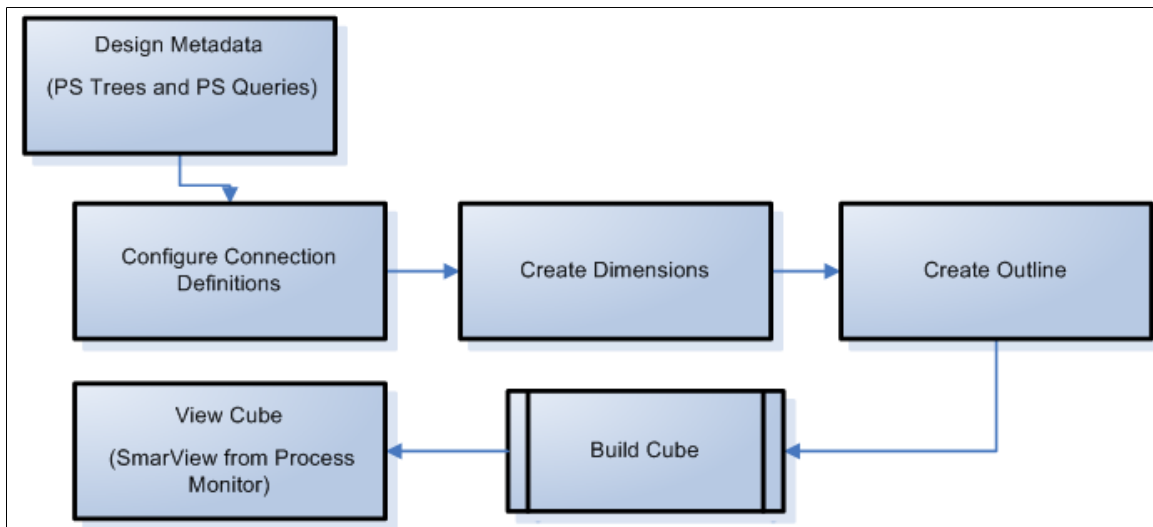 Design Metadata
(PS Trees and PS Queries)
Configure Connection
Definitions
Create Dimensions
Create Outline
View Cube
(SmarView from Process
Monitor)
Build Cube